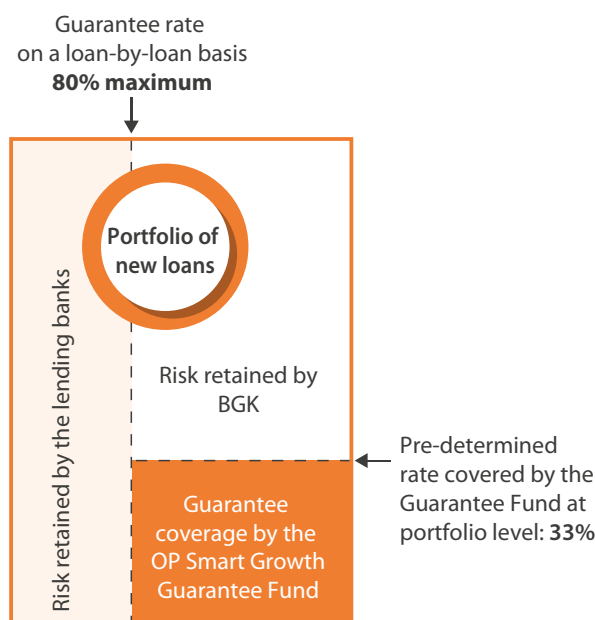 Guarantee rate
on a loan-by-loan basis
80% maximum
Portfolio of
new loans
Risk retained by the lending banks
Risk retained by
BGK
Pre-determined
rate covered by the
Guarantee Fund at
portfolio level: 33%
Guarantee
coverage by the
OP Smart Growth
Guarantee Fund